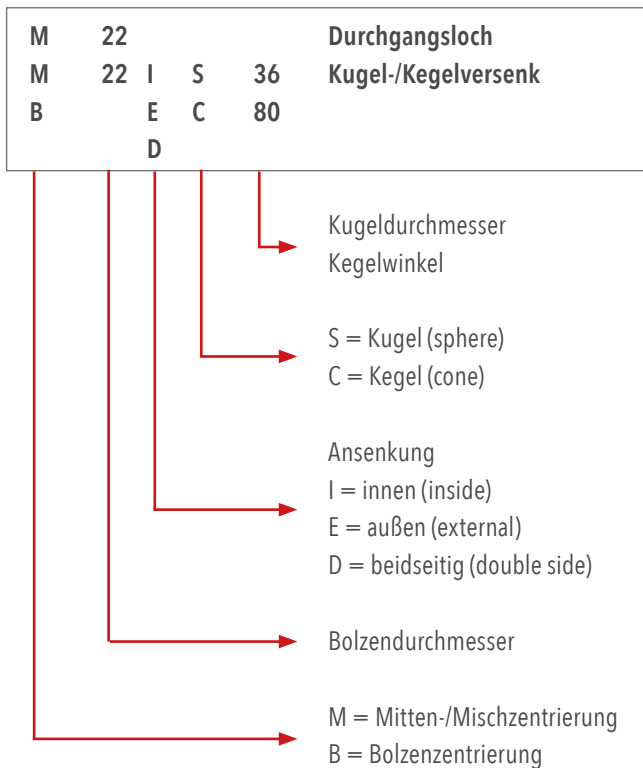 M 22 Durchgangsloch
M 22 I S 36 Kugel-/Kegelversenk
B E C 80
D
Kugeldurchmesser
Kegelwinkel
S = Kugel (sphere)
C = Kegel (cone)
Ansenkung
I = innen (inside)
E = außen (external)
D = beidseitig (double side)
Bolzendurchmesser
M = Mitten-/Mischzentrierung
B = Bolzenzentrierung